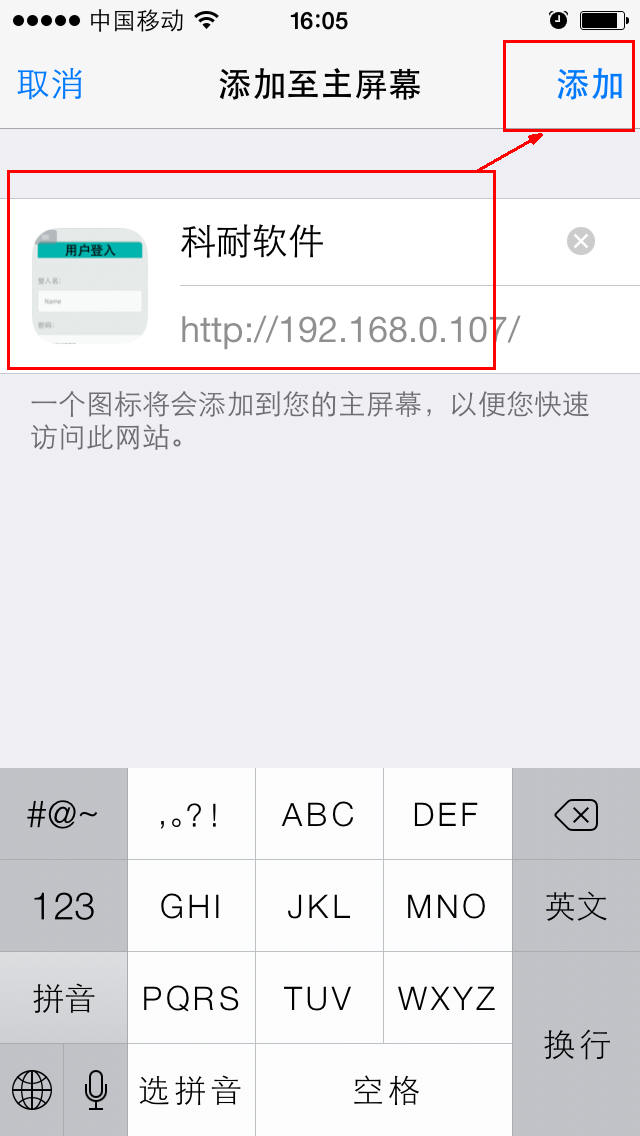 中国移动 16:05
取消 添加至主屏幕 添加
用户登入
登入名:
Name
密码:
科耐软件
http://192.168.0.107/
一个图标将会添加到您的主屏幕，以便您快速
访问此网站。
#@~ ,。?! ABC DEF
123 GHI JKL MNO 英文
拼音 PQRS TUV WXYZ
换行
选拼音 空格